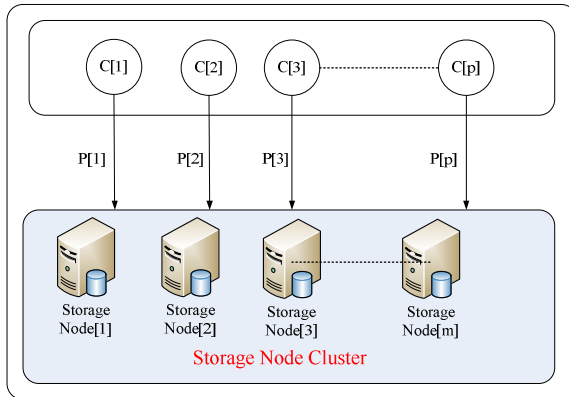 C[1] C[2] C[3] C[p]
P[1] P[2] P[3] P[p]
Storage Storage Storage Storage
Node[1] Node[2] Node[3] Node[m]
Storage Node Cluster